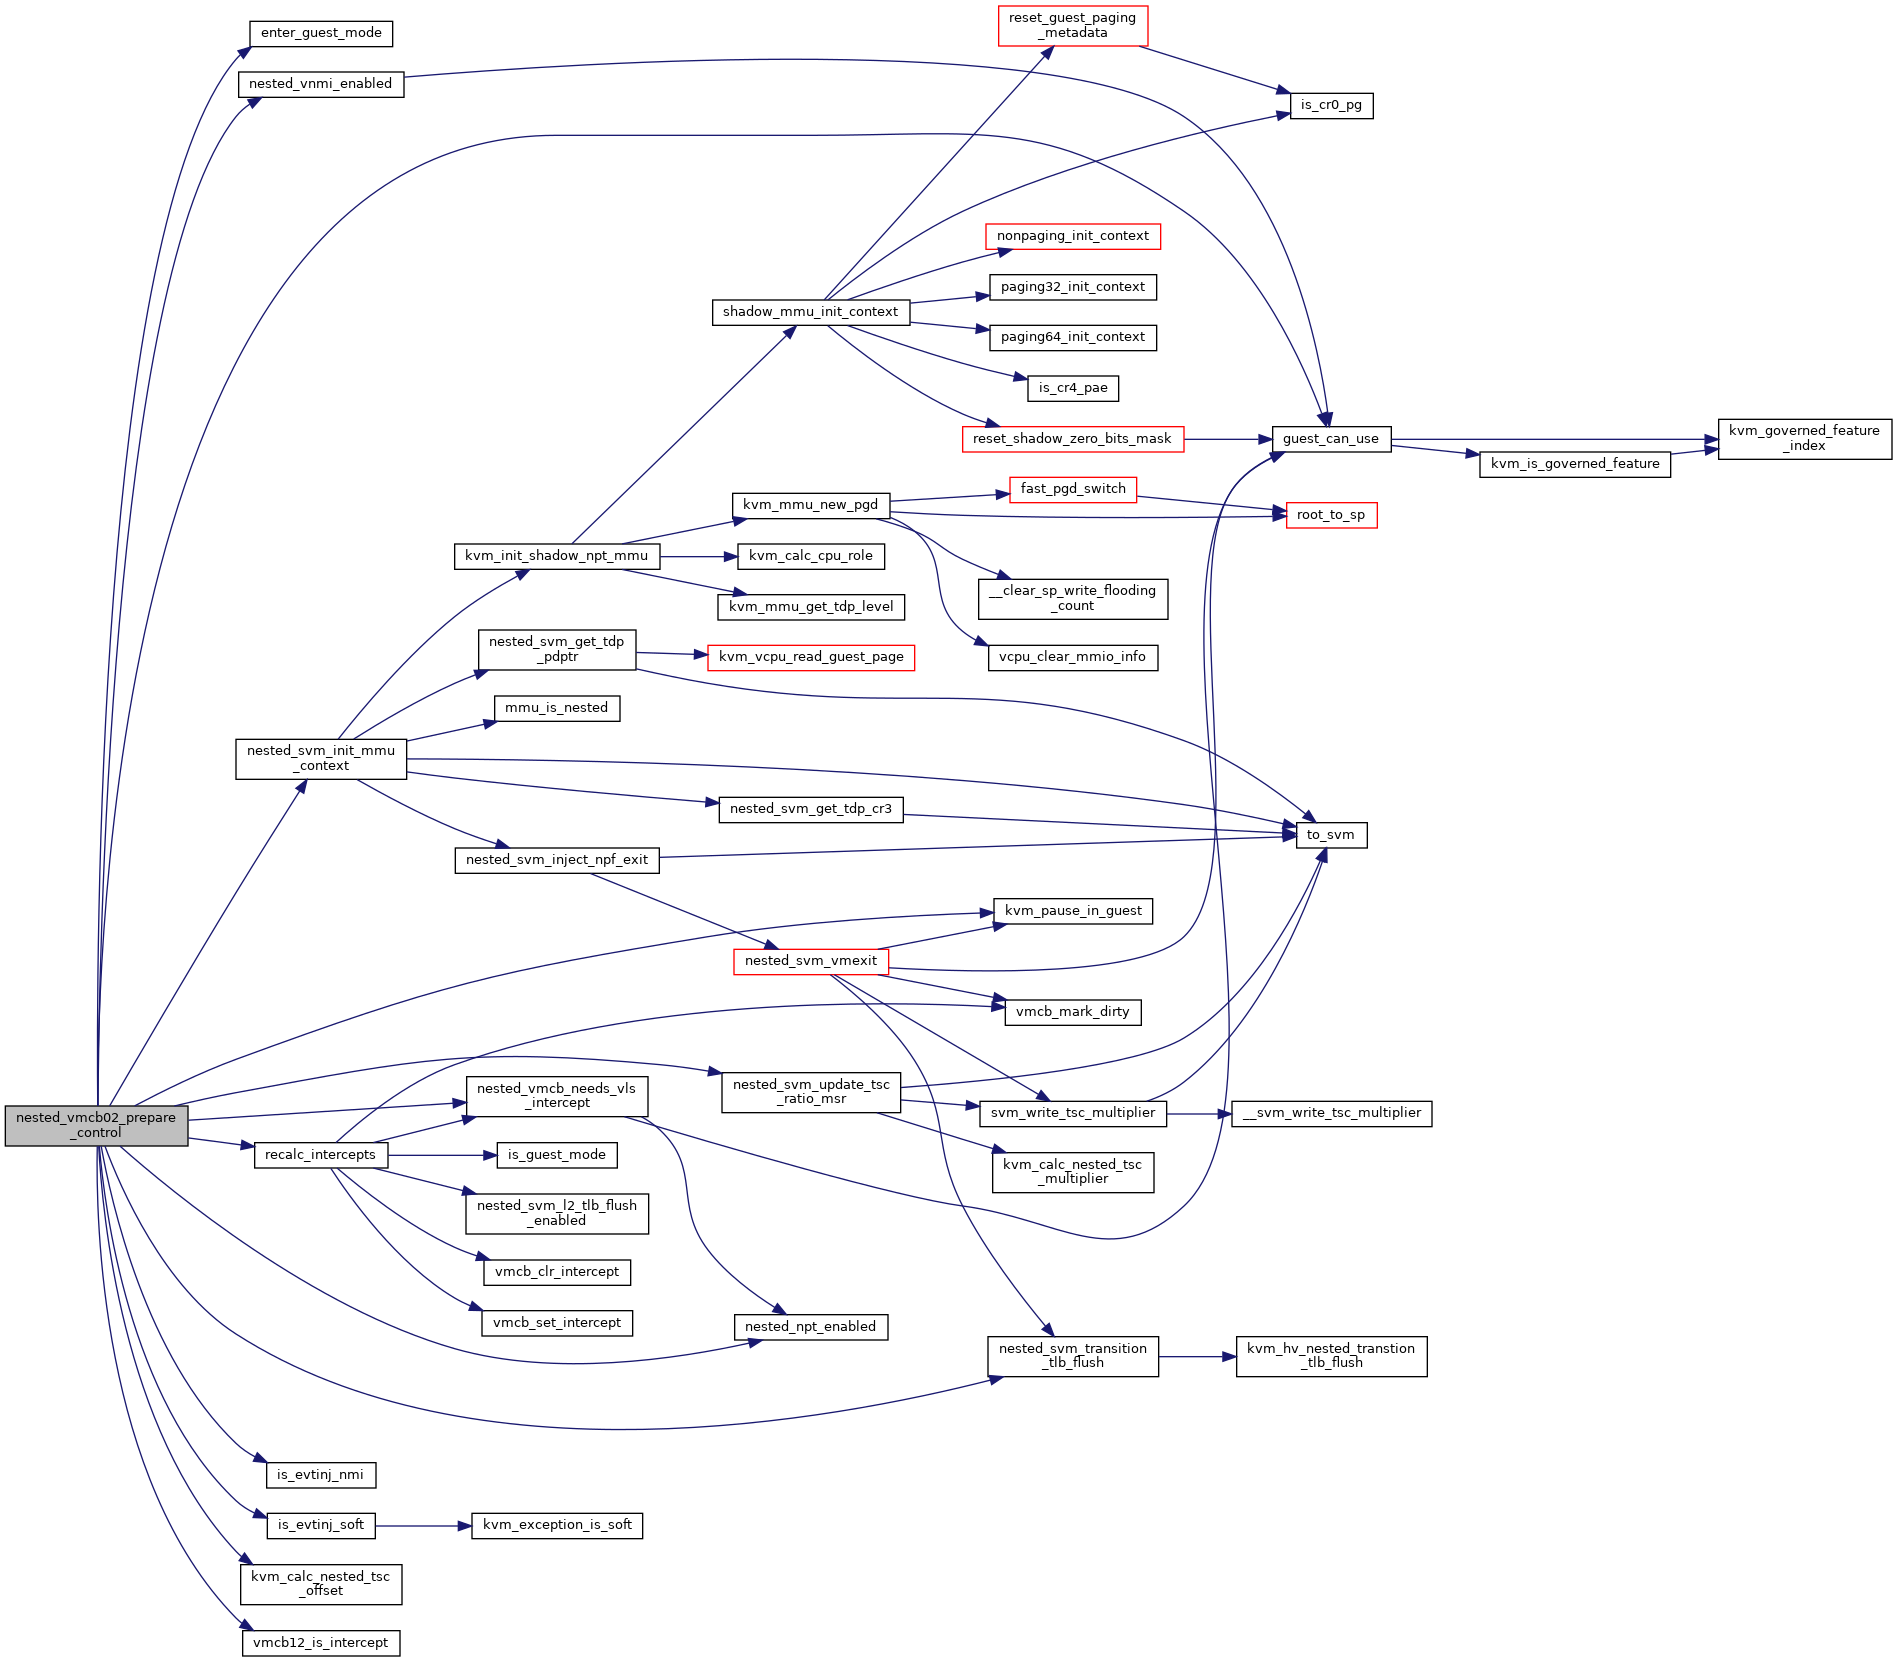 nested_vmcb02_prepare
_control
enter_guest_mode
nested_vnmi_enabled
nested_svm_init_mmu
_context
recalc_intercepts
is_evtinj_nmi
is_evtinj_soft
kvm_calc_nested_tsc
_offset
vmcb12_is_intercept
kvm_init_shadow_npt_mmu
nested_svm_get_tdp
_pdptr
mmu_is_nested
nested_svm_inject_npf_exit
nested_vmcb_needs_vls
_intercept
is_guest_mode
nested_svm_l2_tlb_flush
_enabled
vmcb_clr_intercept
vmcb_set_intercept
kvm_exception_is_soft
shadow_mmu_init_context
kvm_mmu_new_pgd
kvm_calc_cpu_role
kvm_mmu_get_tdp_level
kvm_vcpu_read_guest_page
nested_svm_get_tdp_cr3
nested_svm_vmexit
nested_svm_update_tsc
_ratio_msr
nested_npt_enabled
reset_guest_paging
_metadata
nonpaging_init_context
paging32_init_context
paging64_init_context
is_cr4_pae
reset_shadow_zero_bits_mask
fast_pgd_switch
__clear_sp_write_flooding
_count
vcpu_clear_mmio_info
kvm_pause_in_guest
vmcb_mark_dirty
svm_write_tsc_multiplier
kvm_calc_nested_tsc
_multiplier
nested_svm_transition
_tlb_flush
is_cr0_pg
guest_can_use
root_to_sp
to_svm
__svm_write_tsc_multiplier
kvm_hv_nested_transtion
_tlb_flush
kvm_is_governed_feature
kvm_governed_feature
_index